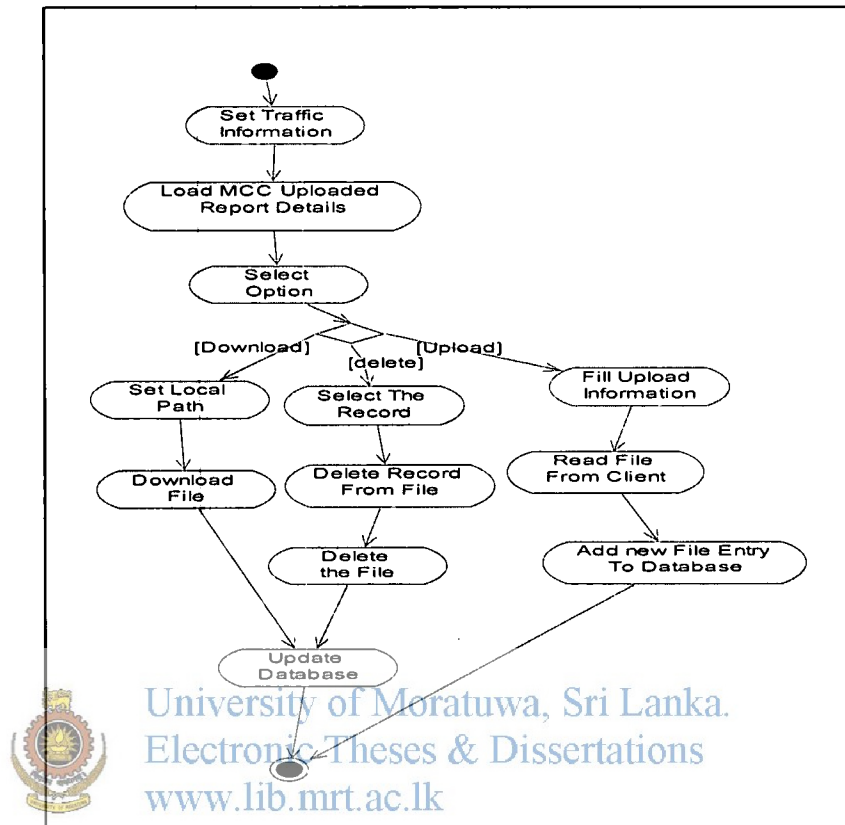 Set Traffic
Information
Load MCC Uploaded
Report Details
Select
Option
[Download]
[delete]
[Upload]
Set Local
Path
Select The
Record
Fill Upload
Information
Download
File
Delete Record
From File
Read File
From Client
Delete
the File
Add new File Entry
To Database
Update
Database
University of Moratuwa, Sri Lanka.
Electronic Theses & Dissertations
www.lib.mrt.ac.lk